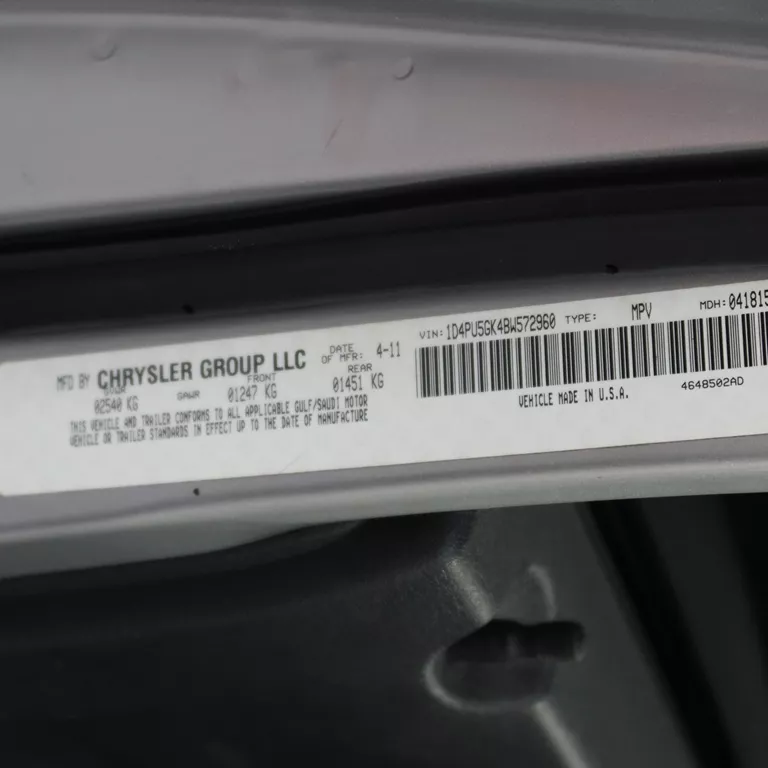 MFD BY CHRYSLER GROUP LLC DATE OF MFR: 4-11 VIN: 1D4PU5GK4BW572960 TYPE: MPV MDH: 041815
GVWR 02540 KG GAWR FRONT 01247 KG REAR 01451 KG
THIS VEHICLE AND TRAILER CONFORMS TO ALL APPLICABLE GULF/SAUDI MOTOR
VEHICLE OR TRAILER STANDARDS IN EFFECT UP TO THE DATE OF MANUFACTURE
VEHICLE MADE IN U.S.A. 4648502AD